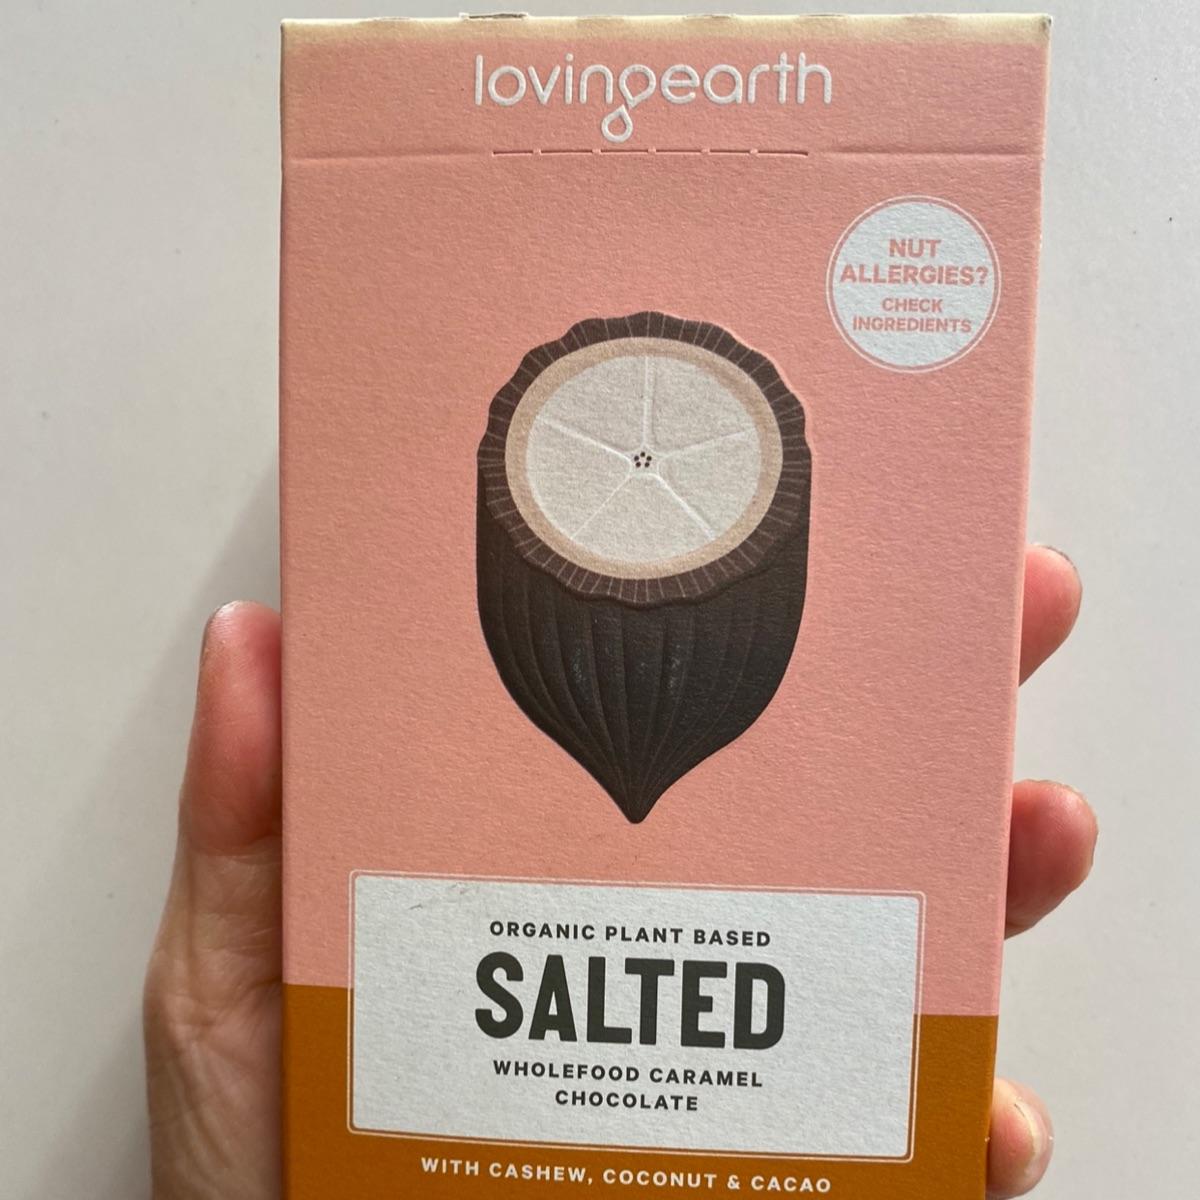 lovingearth
NUT
ALLERGIES?
CHECK
INGREDIENTS
ORGANIC PLANT BASED
SALTED
WHOLEFOOD CARAMEL
CHOCOLATE
WITH CASHEW, COCONUT & CACAO